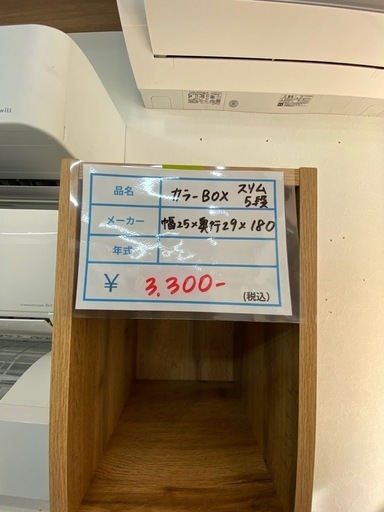 品名 カラーBOX スリム
5段
メーカー 幅25×奥行29×180
年式
¥ 3,300-
(税込)
will